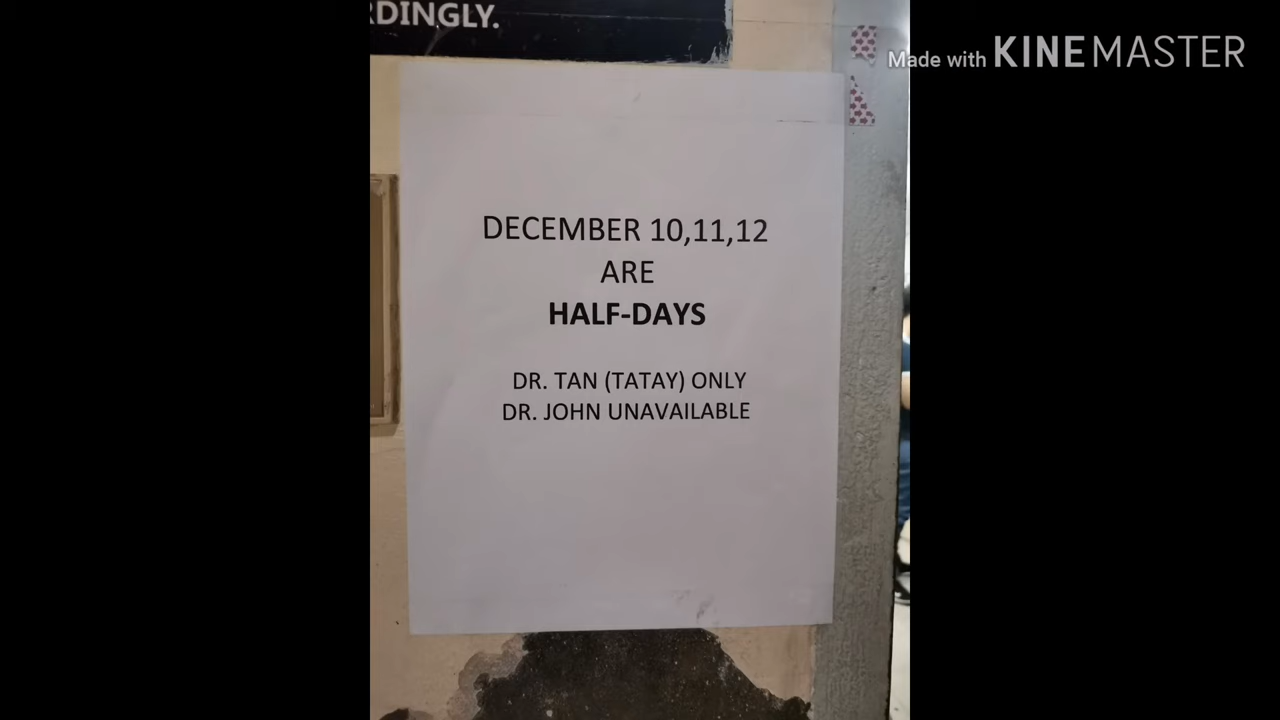 RDINGLY.
Made with KINEMASTER
DECEMBER 10,11,12
ARE
HALF-DAYS
DR. TAN (TATAY) ONLY
DR. JOHN UNAVAILABLE